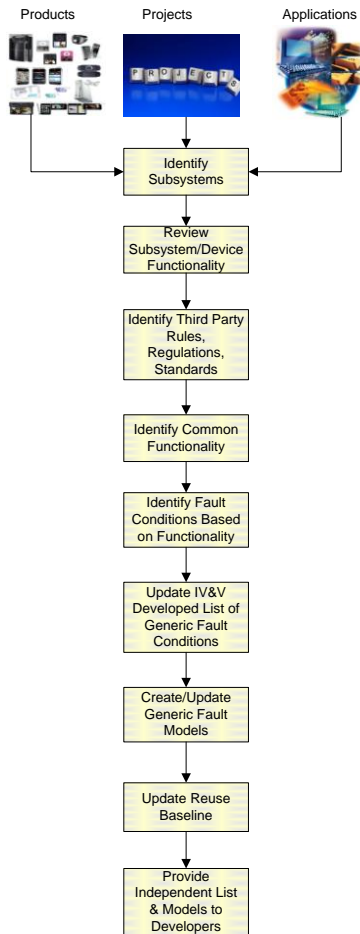 Products
Projects
Applications
PROJECTS
Identify
Subsystems
Review
Subsystem/Device
Functionality
Identify Third Party
Rules,
Regulations,
Standards
Identify Common
Functionality
Identify Fault
Conditions Based
on Functionality
Update IV&V
Developed List of
Generic Fault
Conditions
Create/Update
Generic Fault
Models
Update Reuse
Baseline
Provide
Independent List
& Models to
Developers